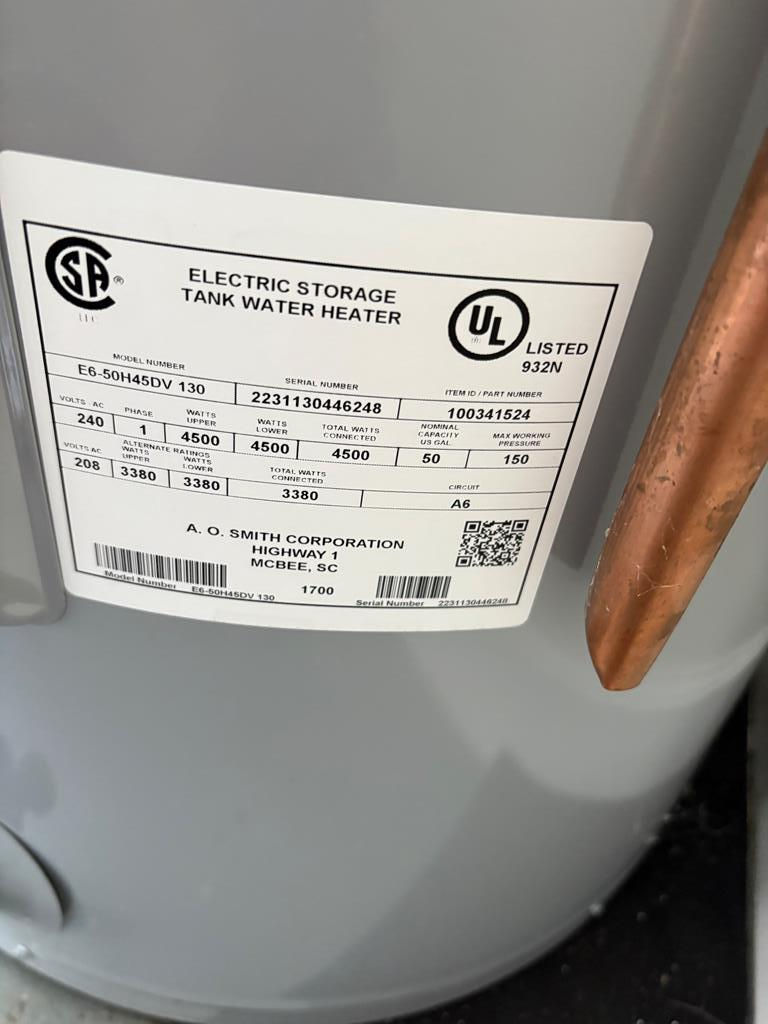 SA ®
LLC
ELECTRIC STORAGE
TANK WATER HEATER
UL
LISTED
932N
MODEL NUMBER SERIAL NUMBER ITEM ID / PART NUMBER
E6-50H45DV 130 2231130446248 100341524
VOLTS - AC PHASE WATTS UPPER WATTS LOWER TOTAL WATTS CONNECTED NOMINAL CAPACITY US GAL. MAX WORKING PRESSURE
240 1 4500 4500 4500 50 150
VOLTS AC ALTERNATE RATINGS WATTS UPPER WATTS LOWER TOTAL WATTS CONNECTED CIRCUIT
208 3380 3380 3380 A6
A. O. SMITH CORPORATION
HIGHWAY 1
MCBEE, SC
Model Number E6-50H45DV 130 1700 Serial Number 2231130446248